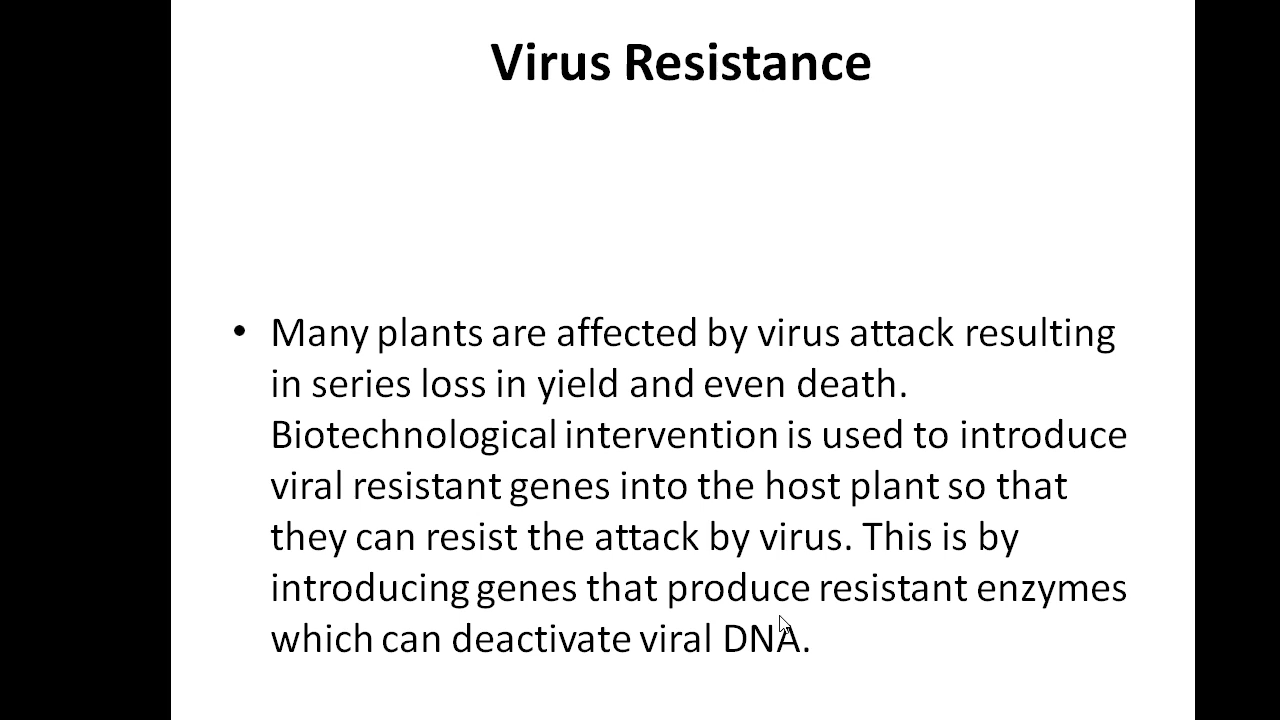 Virus Resistance
• Many plants are affected by virus attack resulting
in series loss in yield and even death.
Biotechnological intervention is used to introduce
viral resistant genes into the host plant so that
they can resist the attack by virus. This is by
introducing genes that produce resistant enzymes
which can deactivate viral DNA.